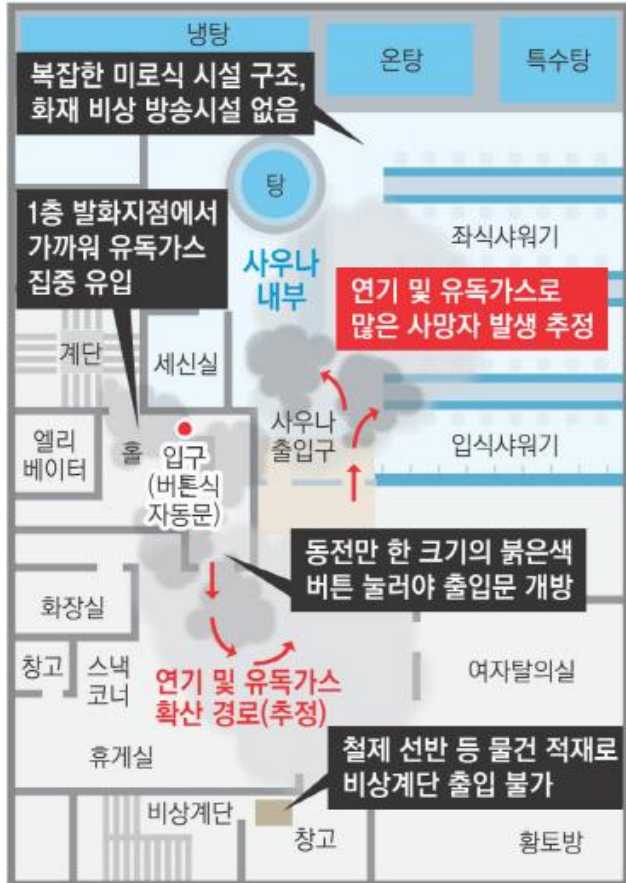 냉탕
온탕
특수탕
복잡한 미로식 시설 구조,
화재 비상 방송시설 없음
탕
1층 발화지점에서
가까워 유독가스
집중 유입
사우나
내부
좌식샤워기
연기 및 유독가스로
많은 사망자 발생 추정
계단
세신실
사우나
출입구
엘리
베이터
홀
입구
(버튼식
자동문)
입식샤워기
동전만 한 크기의 붉은색
버튼 눌러야 출입문 개방
화장실
창고
스낵
코너
연기 및 유독가스
확산 경로(추정)
여자탈의실
휴게실
철제 선반 등 물건 적재로
비상계단 출입 불가
비상계단
창고
황토방